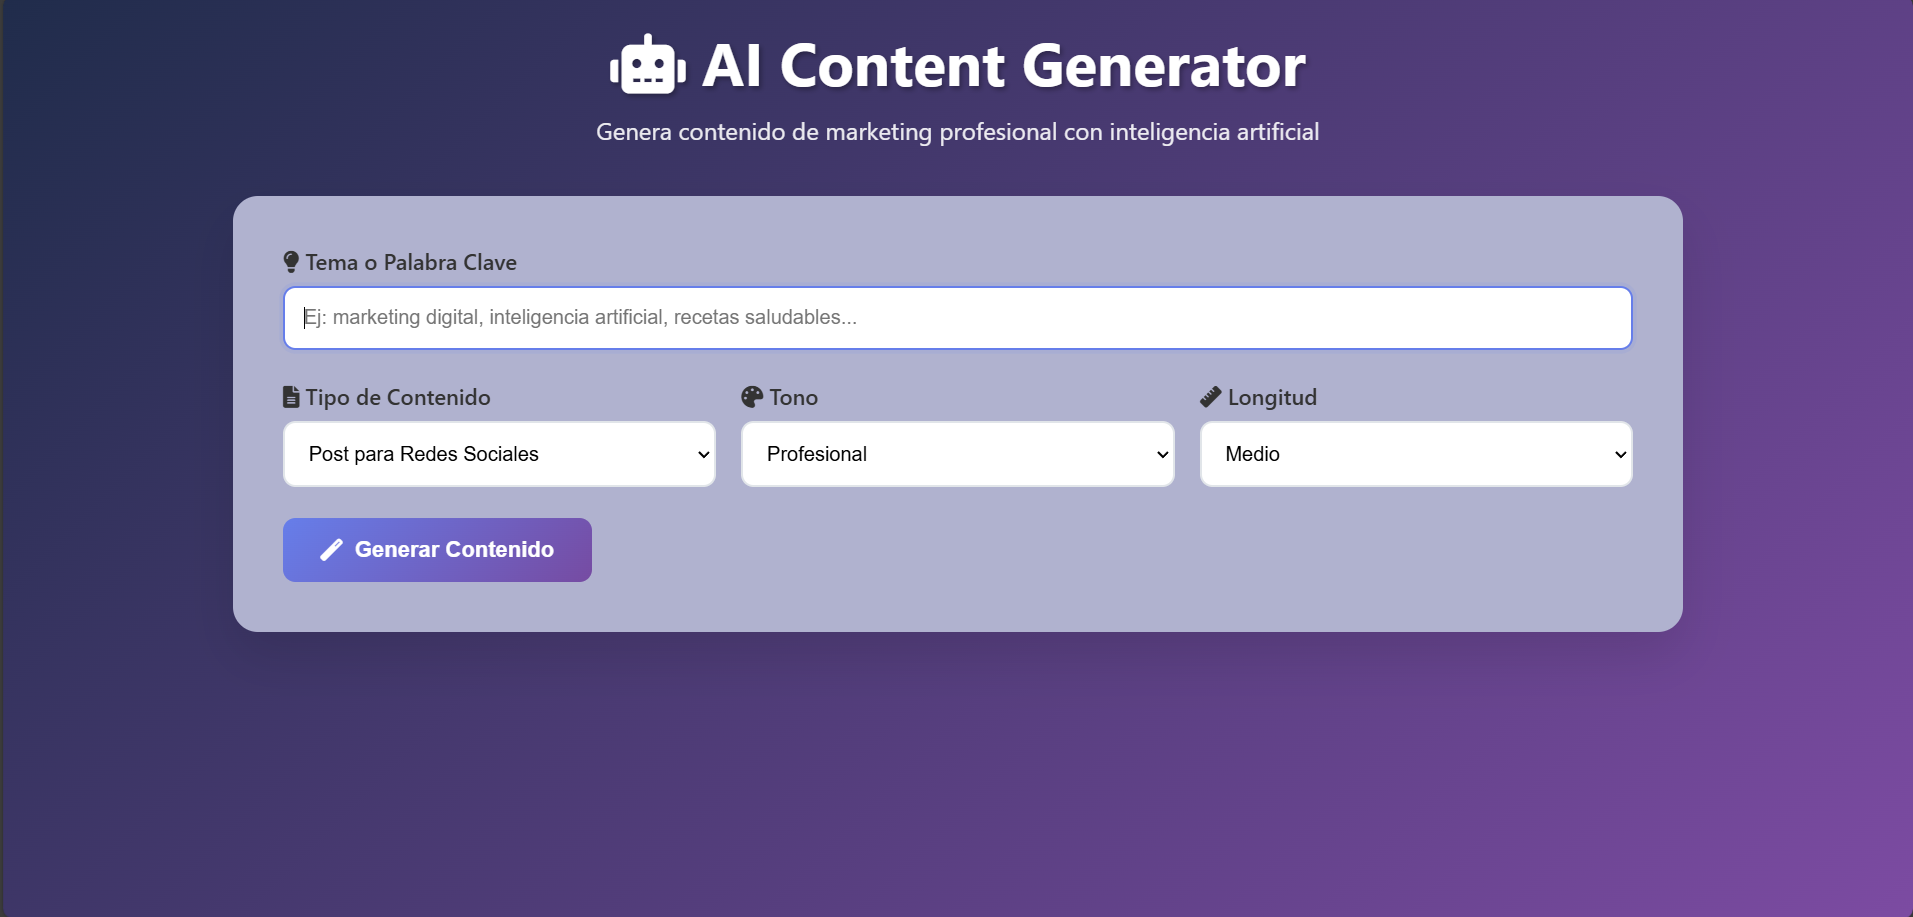 AI Content Generator
Genera contenido de marketing profesional con inteligencia artificial
Tema o Palabra Clave
Ej: marketing digital, inteligencia artificial, recetas saludables...
Tipo de Contenido
Tono
Longitud
Post para Redes Sociales
Profesional
Medio
Generar Contenido